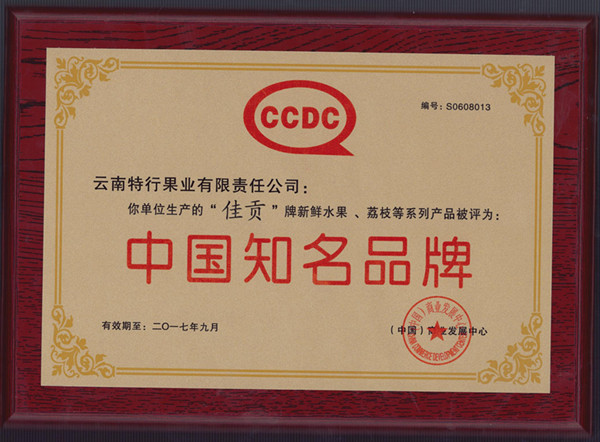 CCDC
编号：S0608013
云南特行果业有限责任公司：
你单位生产的“佳贡”牌新鲜水果、荔枝等系列产品被评为：
中国知名品牌
有效期至：二〇一七年九月
（中国）商业发展中心